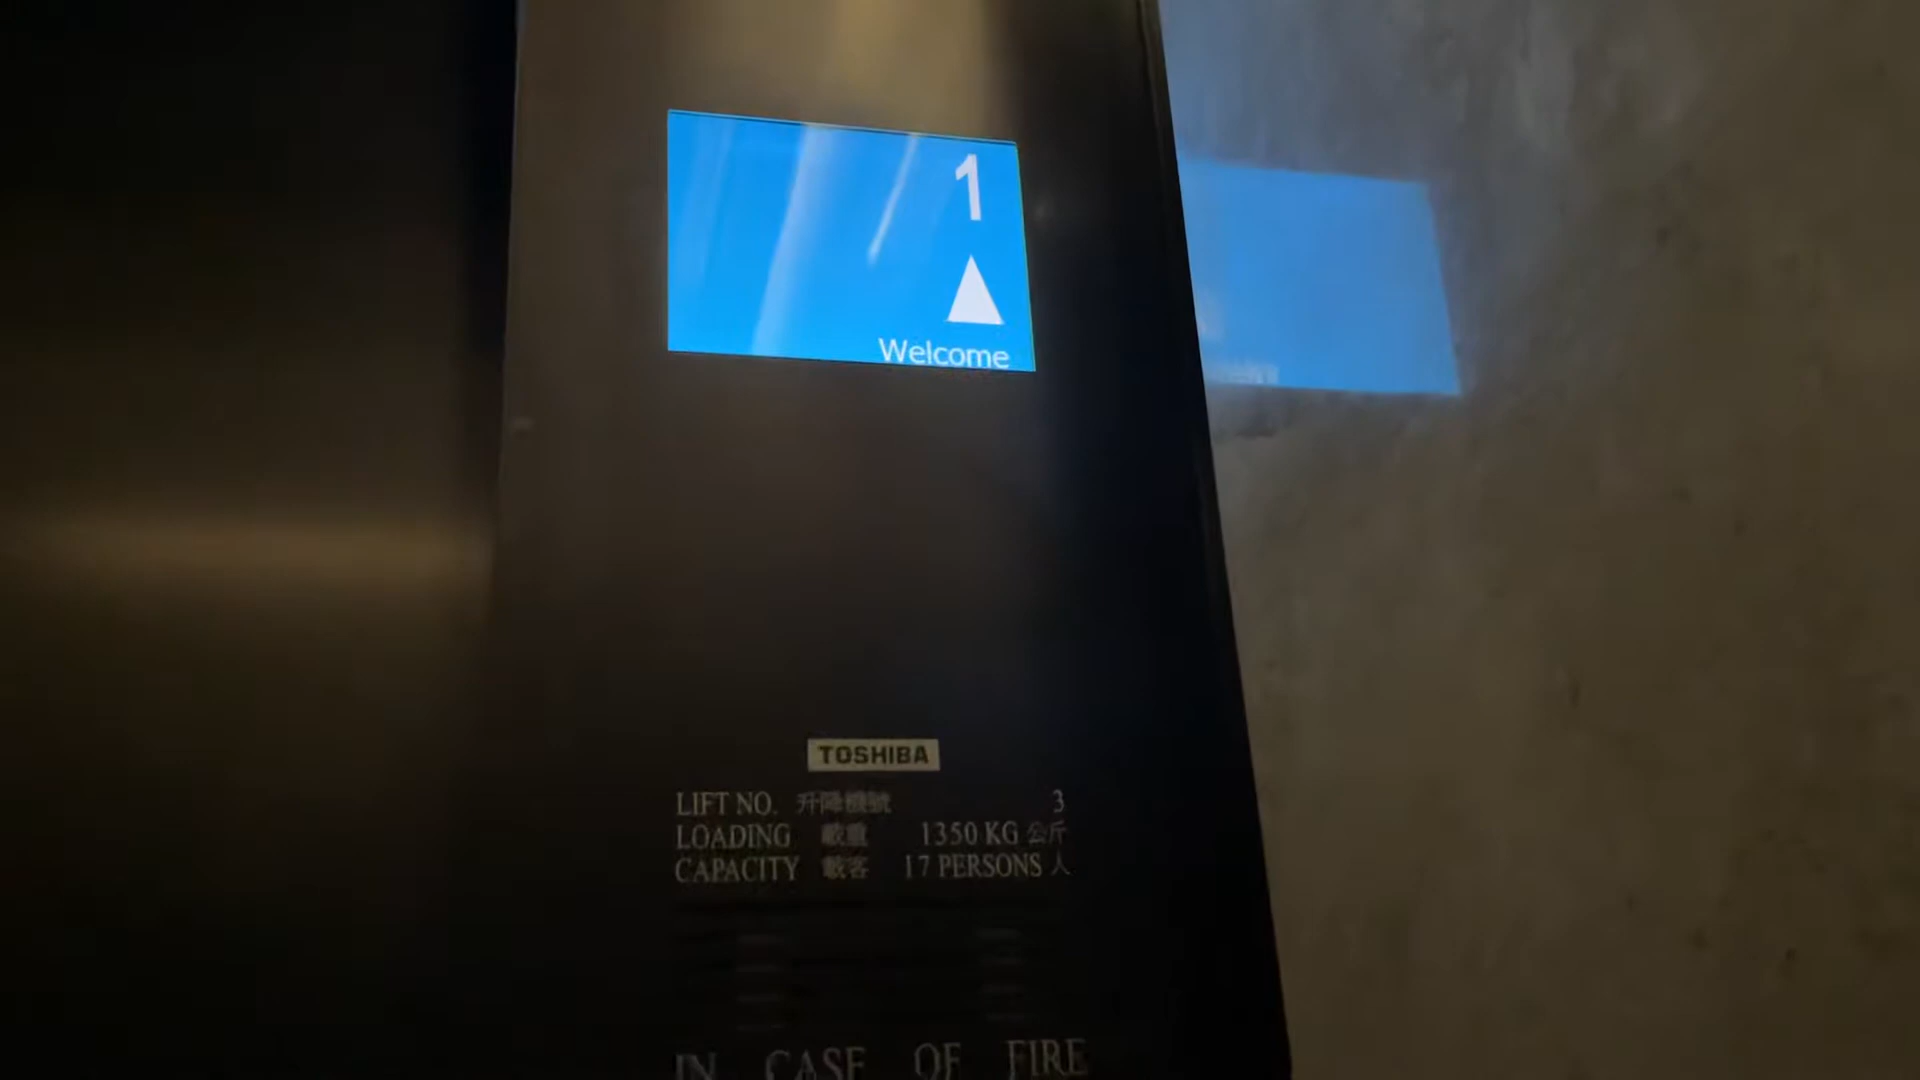 1
Welcome
TOSHIBA
LIFT NO. 升降機號 3
LOADING 載重 1350 KG 公斤
CAPACITY 載客 17 PERSONS 人
IN CASE OF FIRE